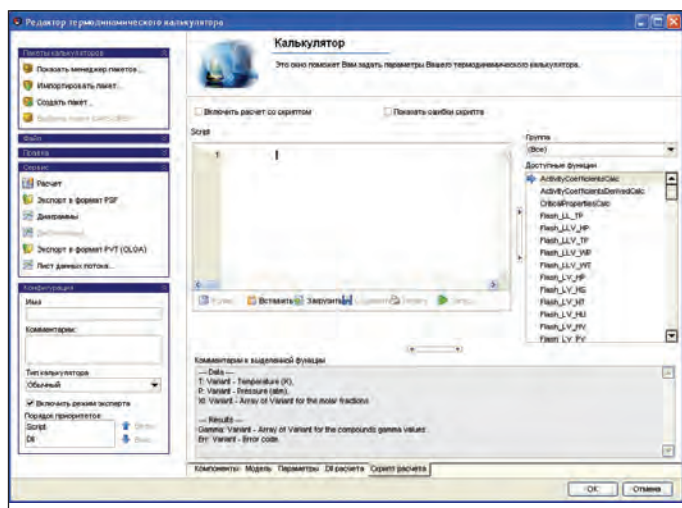 Редактор термодинамического калькулятора
Пакеты калькуляторов
Показать менеджер пакетов...
Импортировать пакет...
Создать пакет...
Файл
Правка
Сервис
Расчет
Экспорт в формат PSF
Диаграммы
Экспорт в формат PVT (OLGA)
Лист данных потока...
Конфигурация
Имя
Комментарии:
Тип калькулятора
Обычный
Включить режим эксперта
Порядок приоритетов
Script
Dll
Калькулятор
Это окно поможет Вам задать параметры Вашего термодинамического калькулятора.
Включить расчет со скриптом
Показать ошибки скрипта
Script
1
Вставить
Загрузить
Группа
(Все)
Доступные функции
ActivityCoefficientsCalc
ActivityCoefficientsDerivedCalc
CriticalPropertiesCalc
Flash_LL_TP
Flash_LLV_HP
Flash_LLV_TP
Flash_LLV_WP
Flash_LLV_WT
Flash_LV_HP
Flash_LV_HS
Flash_LV_HT
Flash_LV_HU
Flash_LV_HV
Flash_LV_PV
Комментарии к выделенной функции
--- Data ---
T: Variant - Temperature (K),
P: Variant - Pressure (atm),
Xi: Variant - Array of Variant for the molar fractions
--- Results ---
Gamma: Variant - Array of Variant for the compounds gamma values
Err: Variant - Error code.
Компоненты Модель Параметры Dll расчета Скрипт расчета
OK Отмена